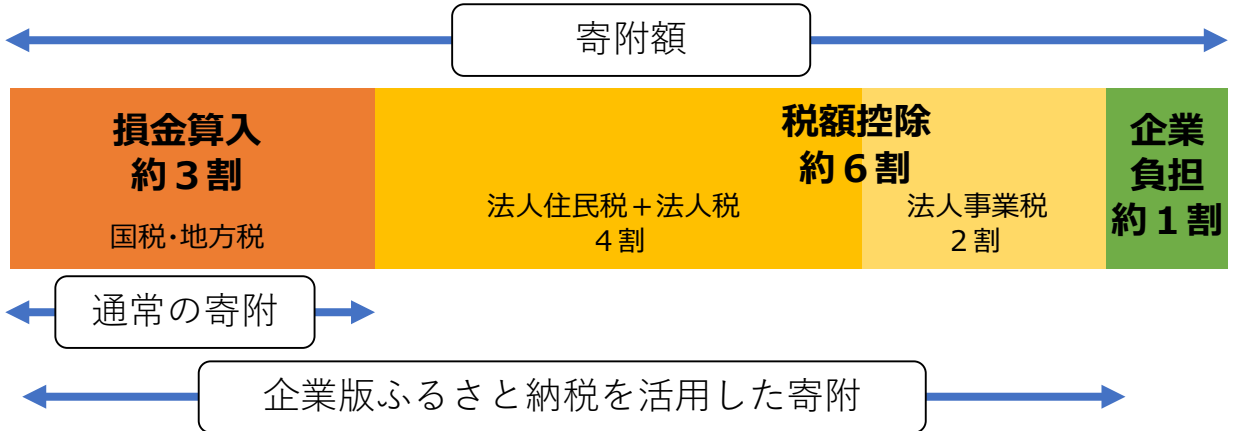 寄附額
損金算入
約３割
国税・地方税
税額控除
約６割
法人住民税＋法人税
４割
法人事業税
２割
企業
負担
約１割
通常の寄附
企業版ふるさと納税を活用した寄附